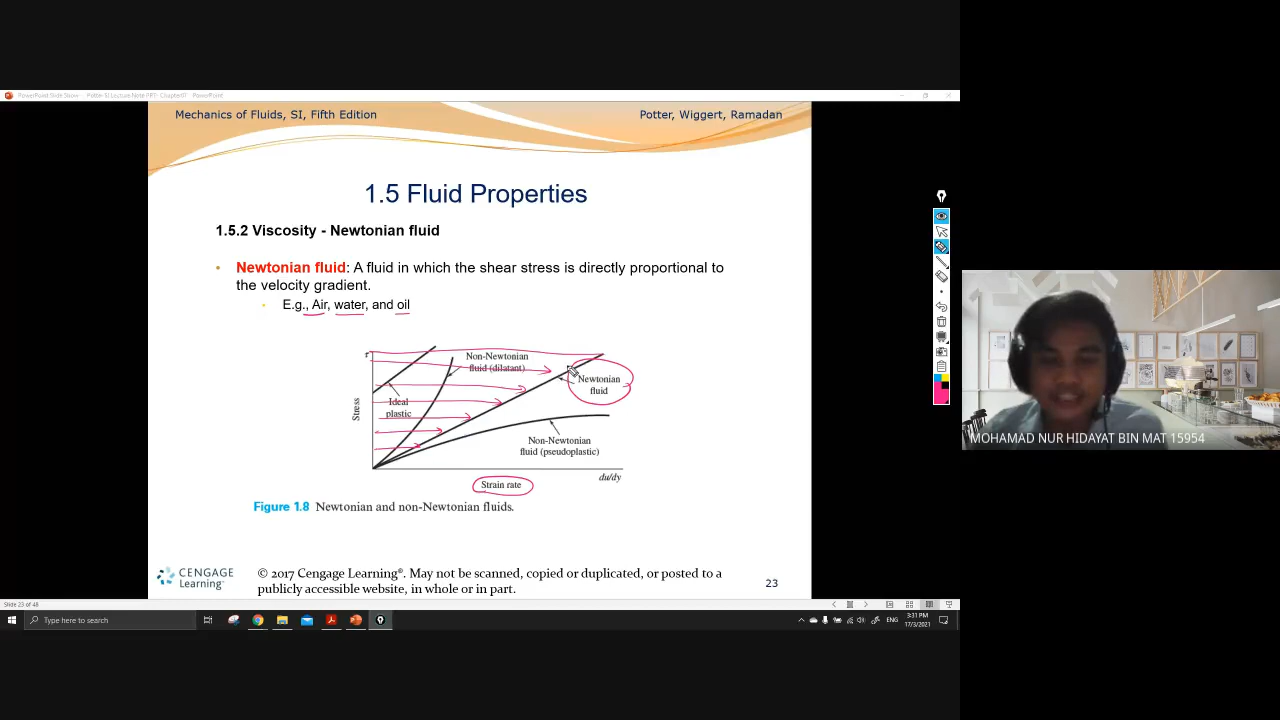 PowerPoint Slide Show
Mechanics of Fluids, SI, Fifth Edition
Potter, Wiggert, Ramadan
1.5 Fluid Properties
1.5.2 Viscosity - Newtonian fluid
• Newtonian fluid: A fluid in which the shear stress is directly proportional to
the velocity gradient.
• E.g., Air, water, and oil
τ
Non-Newtonian
fluid (dilatant)
Newtonian
fluid
Ideal
plastic
Stress
Non-Newtonian
fluid (pseudoplastic)
du/dy
Strain rate
Figure 1.8 Newtonian and non-Newtonian fluids.
CENGAGE
Learning
© 2017 Cengage Learning®. May not be scanned, copied or duplicated, or posted to a
publicly accessible website, in whole or in part.
23
MOHAMAD NUR HIDAYAT BIN MAT 15954
Slide 23 of 48
Type here to search
ENG
3:31 PM
17/3/2021